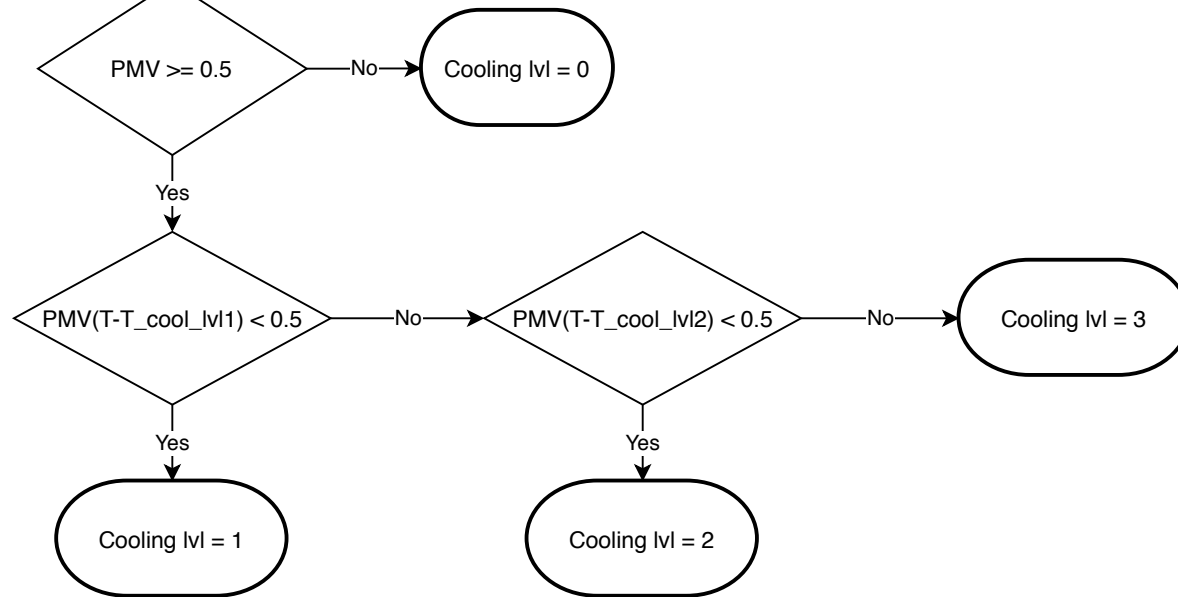 PMV >= 0.5
No
Cooling lvl = 0
Yes
PMV(T-T_cool_lvl1) < 0.5
No
PMV(T-T_cool_lvl2) < 0.5
No
Cooling lvl = 3
Yes
Yes
Cooling lvl = 1
Cooling lvl = 2